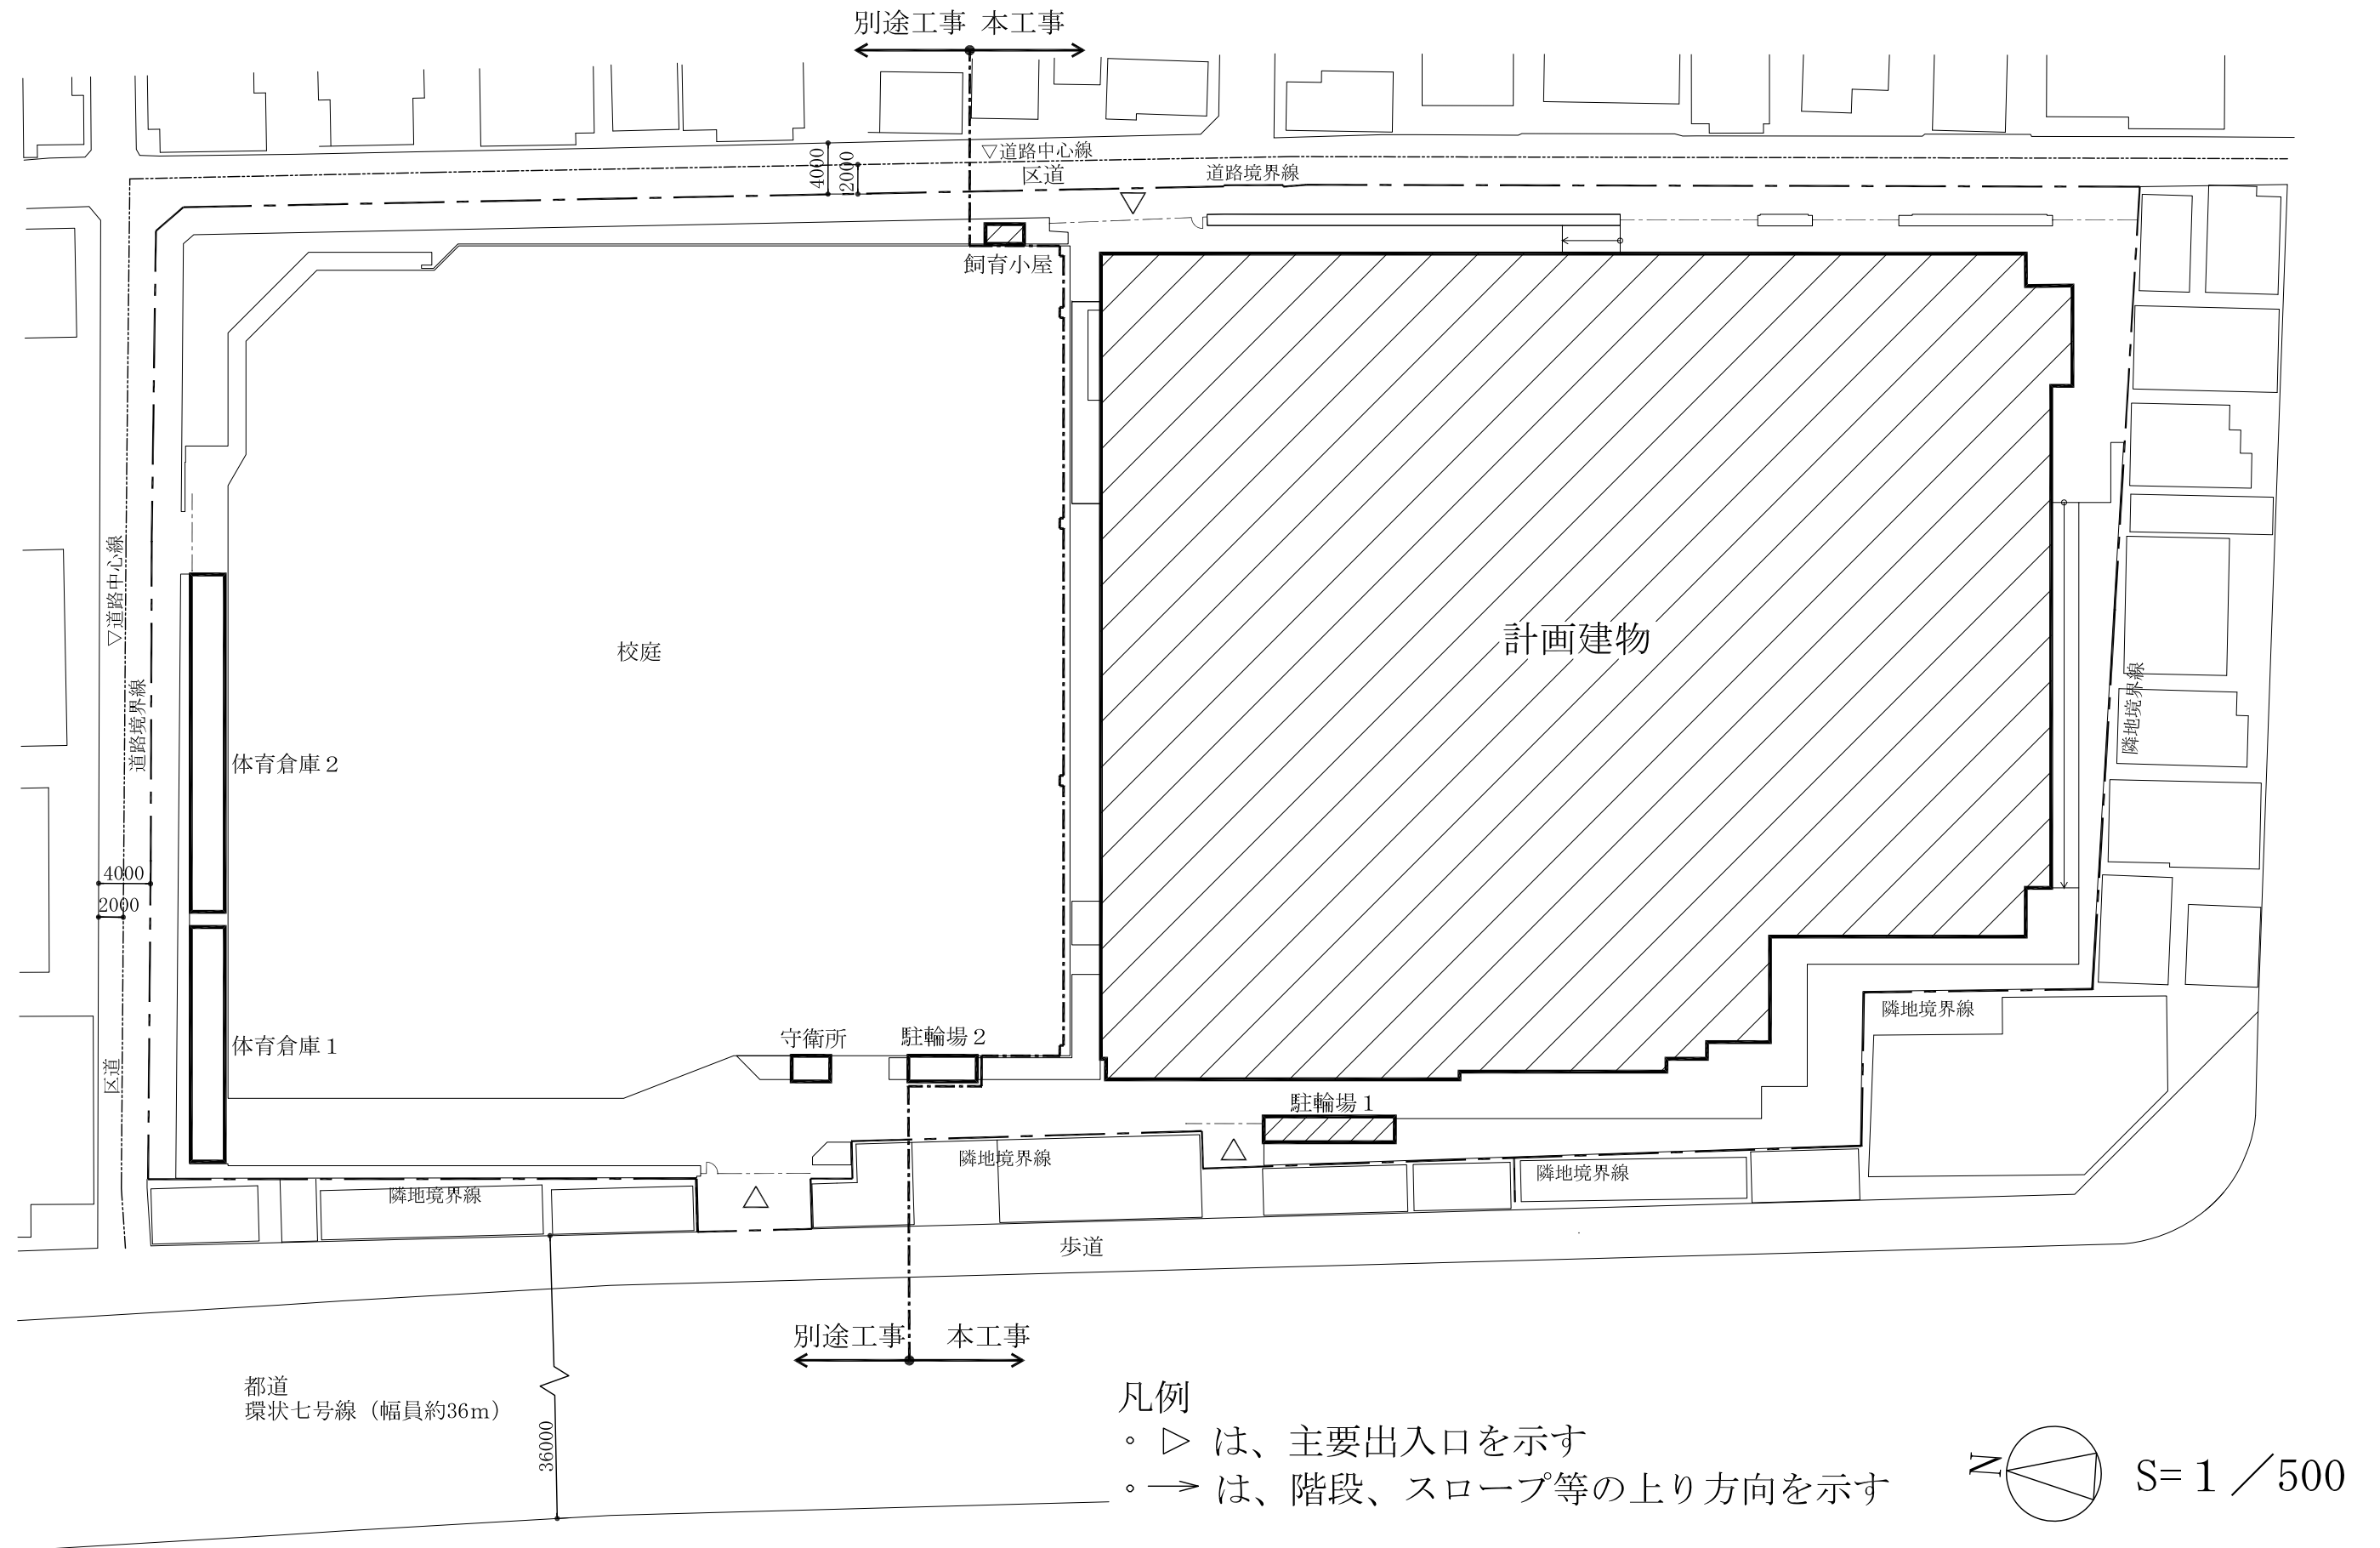 別途工事 本工事
▽道路中心線
区道
道路境界線
4000
2000
飼育小屋
計画建物
校庭
▽道路中心線
道路境界線
隣地境界線
体育倉庫２
4000
2000
体育倉庫１
区道
守衛所
駐輪場２
駐輪場１
隣地境界線
隣地境界線
隣地境界線
隣地境界線
歩道
別途工事 本工事
都道
環状七号線（幅員約36ｍ）
36000
凡例
◦ ▷ は、主要出入口を示す
◦ → は、階段、スロープ等の上り方向を示す
N
S=１／500